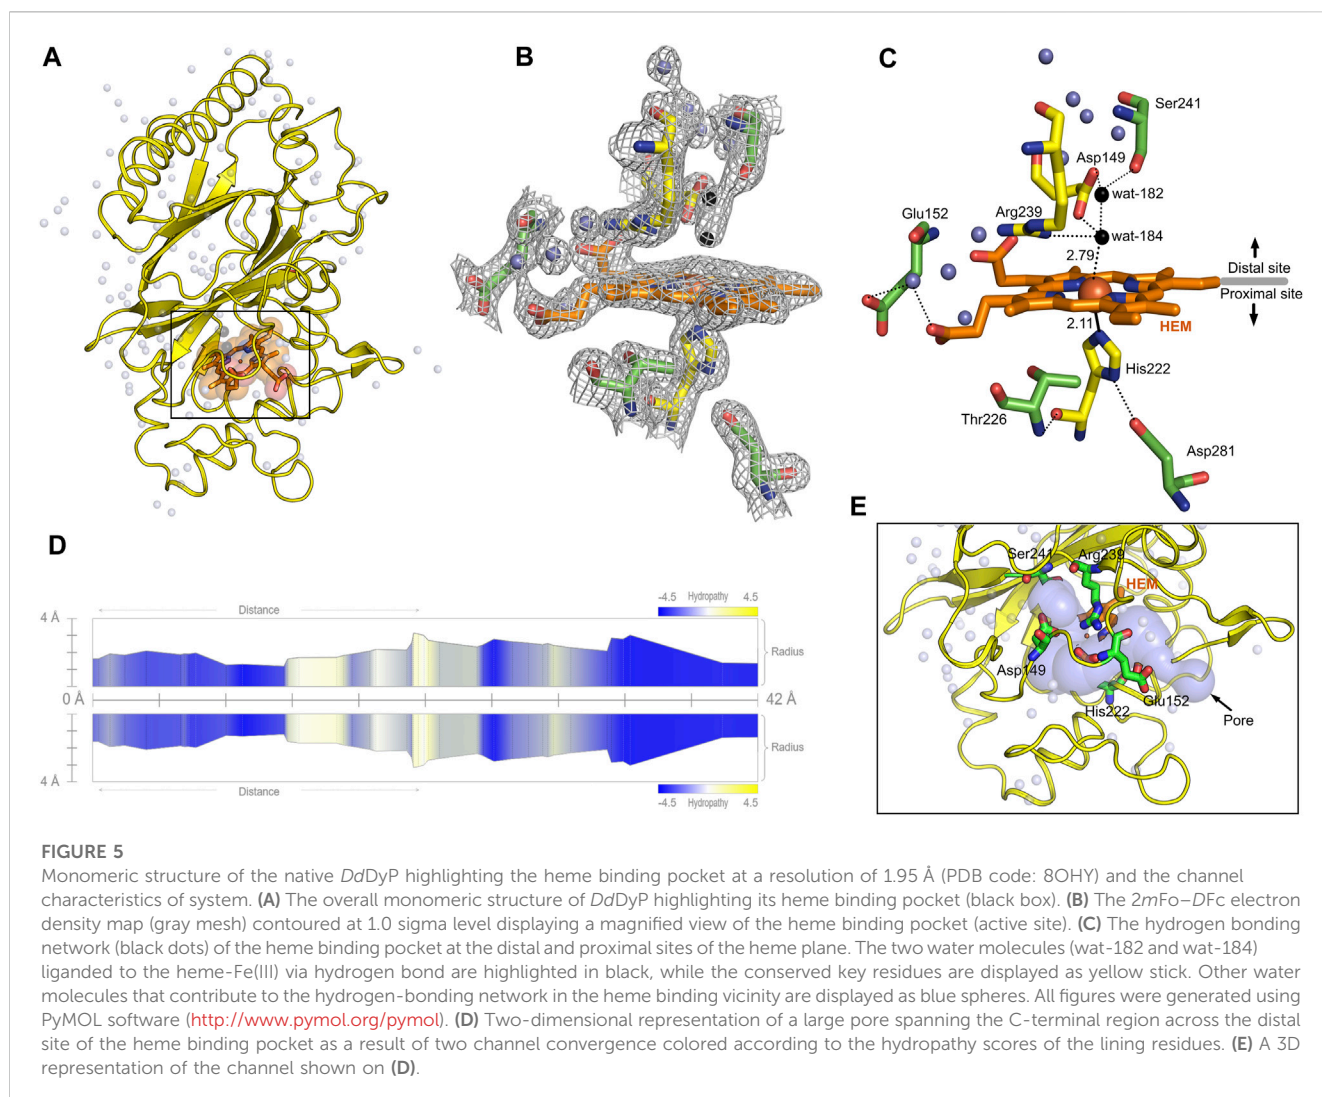 A
B
C
Ser241
Asp149
wat-182
Glu152
Arg239
wat-184
2.79
Distal site
Proximal site
2.11
HEM
His222
Thr226
Asp281
D
Distance
-4.5 Hydropathy 4.5
4 Å
Radius
0 Å
42 Å
Radius
4 Å
Distance
-4.5 Hydropathy 4.5
E
Ser241
Arg239
HEM
Asp149
Glu152
His222
Pore
FIGURE 5
Monomeric structure of the native DdDyP highlighting the heme binding pocket at a resolution of 1.95 Å (PDB code: 8OHY) and the channel
characteristics of system. (A) The overall monomeric structure of DdDyP highlighting its heme binding pocket (black box). (B) The 2mFo–DFc electron
density map (gray mesh) contoured at 1.0 sigma level displaying a magnified view of the heme binding pocket (active site). (C) The hydrogen bonding
network (black dots) of the heme binding pocket at the distal and proximal sites of the heme plane. The two water molecules (wat-182 and wat-184)
liganded to the heme-Fe(III) via hydrogen bond are highlighted in black, while the conserved key residues are displayed as yellow stick. Other water
molecules that contribute to the hydrogen-bonding network in the heme binding vicinity are displayed as blue spheres. All figures were generated using
PyMOL software (http://www.pymol.org/pymol). (D) Two-dimensional representation of a large pore spanning the C-terminal region across the distal
site of the heme binding pocket as a result of two channel convergence colored according to the hydropathy scores of the lining residues. (E) A 3D
representation of the channel shown on (D).